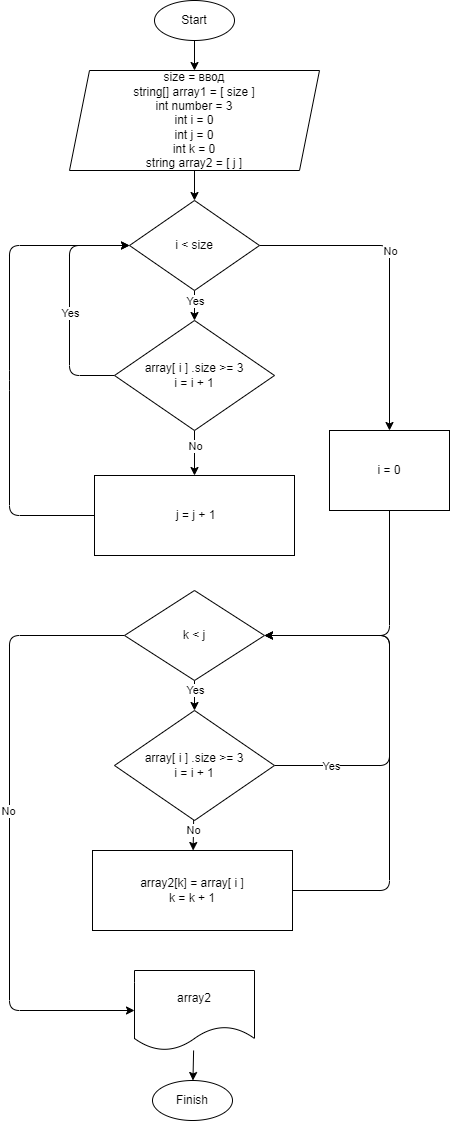 Start
size = ввод
string[] array1 = [ size ]
int number = 3
int i = 0
int j = 0
int k = 0
string array2 = [ j ]
i < size
No
Yes
Yes
array[ i ] .size >= 3
i = i + 1
No
i = 0
j = j + 1
k < j
Yes
array[ i ] .size >= 3
i = i + 1
Yes
No
No
array2[k] = array[ i ]
k = k + 1
array2
Finish